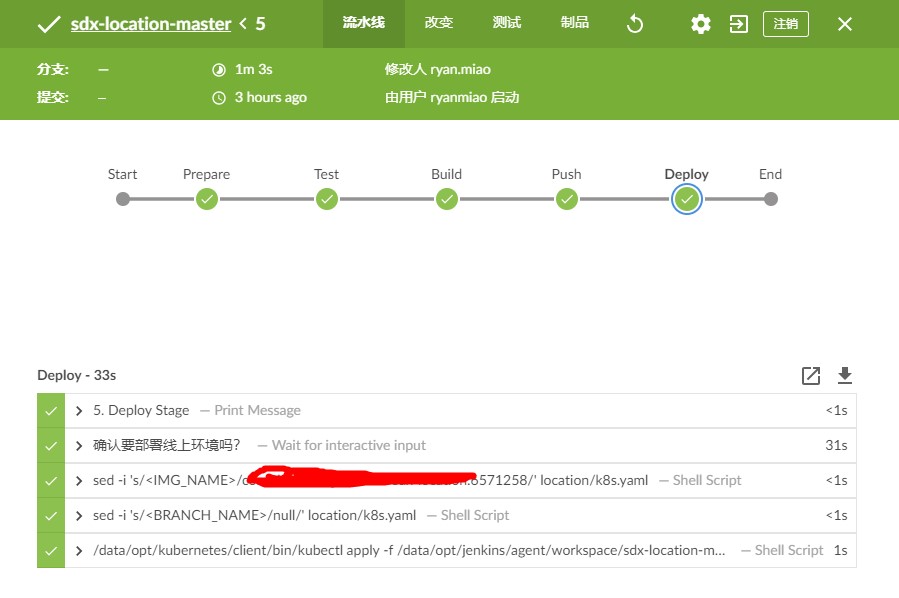 sdx-location-master < 5 流水线 改变 测试 制品 注销
分支: — 1m 3s 修改人 ryan.miao
提交: – 3 hours ago 由用户 ryanmiao 启动
Start Prepare Test Build Push Deploy End
Deploy - 33s
5. Deploy Stage — Print Message <1s
确认要部署线上环境吗? — Wait for interactive input 31s
sed -i 's/<IMG_NAME>/ 6571258/' location/k8s.yaml — Shell Script <1s
sed -i 's/<BRANCH_NAME>/null/' location/k8s.yaml — Shell Script <1s
/data/opt/kubernetes/client/bin/kubectl apply -f /data/opt/jenkins/agent/workspace/sdx-location-m... — Shell Script 1s